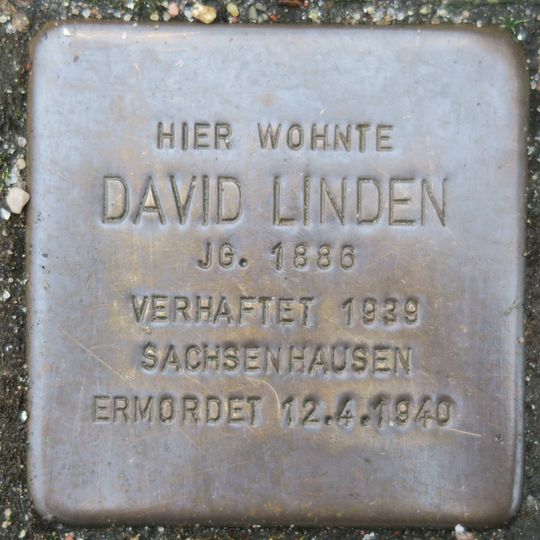 HIER WOHNTE
DAVID LINDEN
JG. 1886
VERHAFTET 1939
SACHSENHAUSEN
ERMORDET 12.4.1940